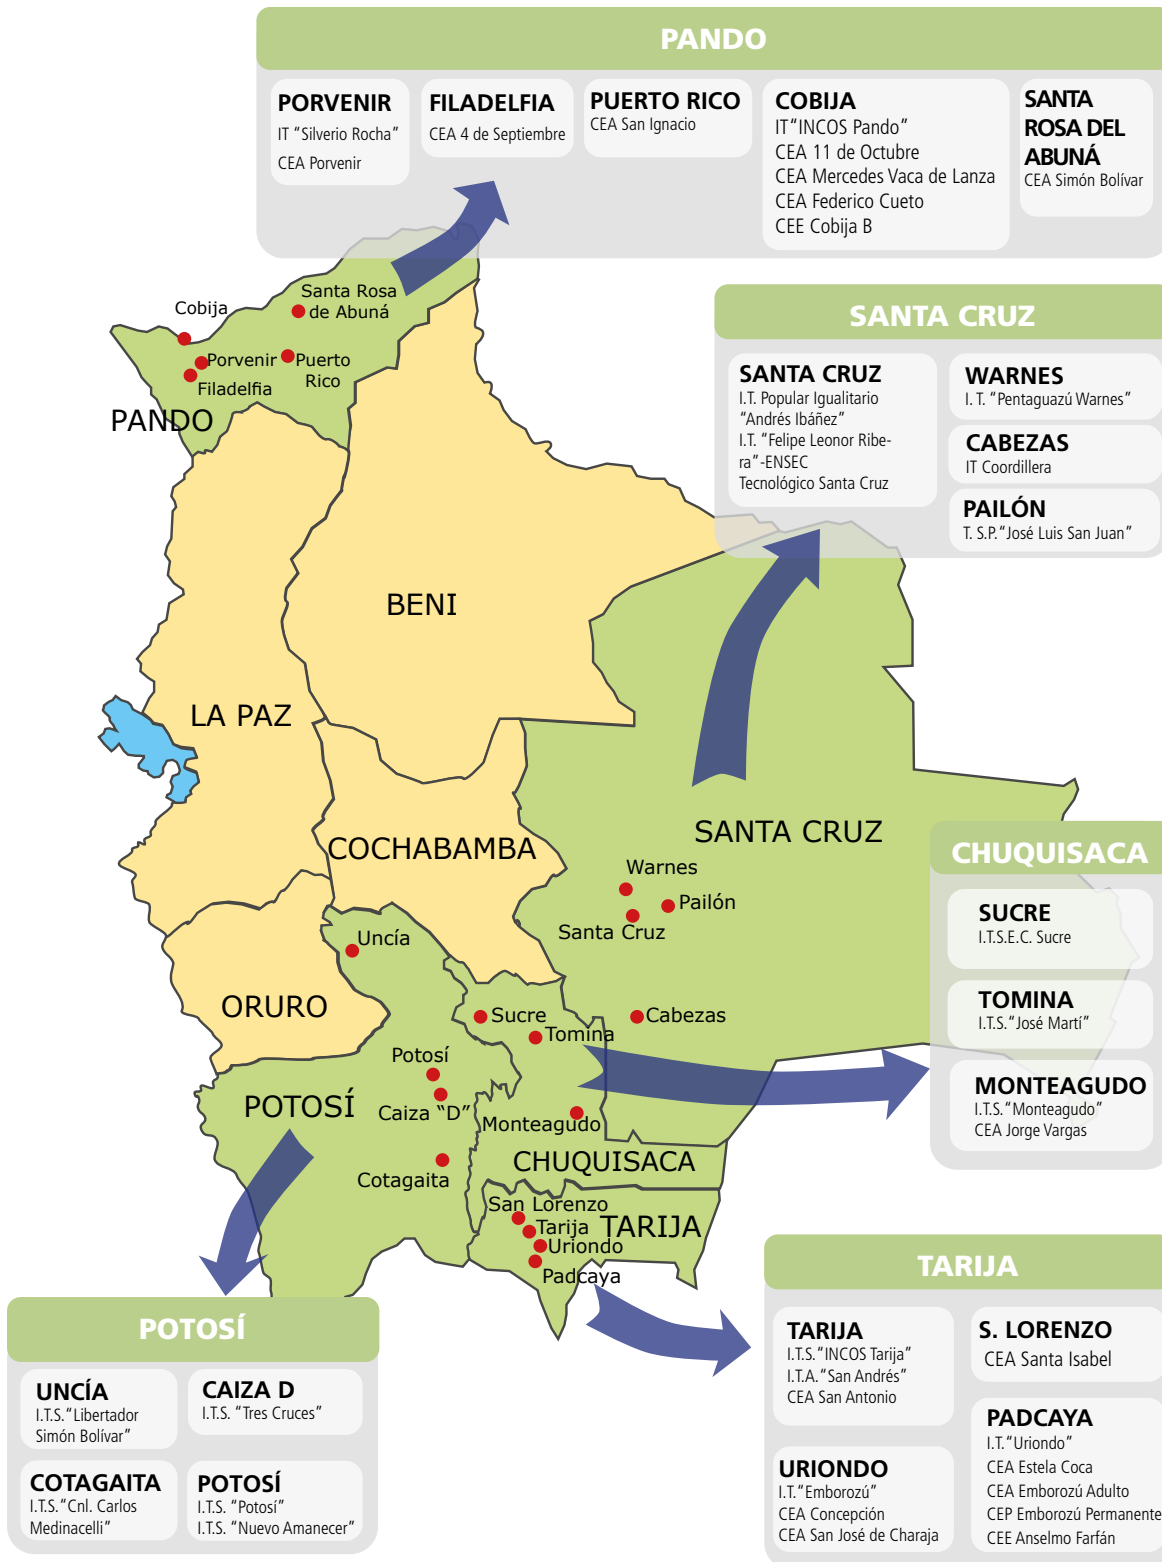 PANDO
PORVENIR
IT "Silverio Rocha"
CEA Porvenir
FILADELFIA
CEA 4 de Septiembre
PUERTO RICO
CEA San Ignacio
COBIJA
IT"INCOS Pando"
CEA 11 de Octubre
CEA Mercedes Vaca de Lanza
CEA Federico Cueto
CEE Cobija B
SANTA
ROSA DEL
ABUNÁ
CEA Simón Bolívar
Cobija
Santa Rosa
de Abuná
Porvenir
Puerto
Rico
Filadelfia
PANDO
SANTA CRUZ
SANTA CRUZ
I.T. Popular Igualitario
"Andrés Ibáñez"
I.T. "Felipe Leonor Ribe-
ra"-ENSEC
Tecnológico Santa Cruz
WARNES
I. T. "Pentaguazú Warnes"
CABEZAS
IT Coordillera
PAILÓN
T. S.P."José Luis San Juan"
BENI
LA PAZ
COCHABAMBA
SANTA CRUZ
Warnes
Pailón
Santa Cruz
Cabezas
Uncía
ORURO
Sucre
Tomina
Potosí
POTOSÍ
Caiza "D"
Monteagudo
Cotagaita
CHUQUISACA
San Lorenzo
Tarija
TARIJA
Uriondo
Padcaya
CHUQUISACA
SUCRE
I.T.S.E.C. Sucre
TOMINA
I.T.S."José Martí"
MONTEAGUDO
I.T.S."Monteagudo"
CEA Jorge Vargas
POTOSÍ
UNCÍA
I.T.S."Libertador
Simón Bolívar"
CAIZA D
I.T.S. "Tres Cruces"
COTAGAITA
I.T.S."Cnl. Carlos
Medinacelli"
POTOSÍ
I.T.S. "Potosí"
I.T.S. "Nuevo Amanecer"
TARIJA
TARIJA
I.T.S."INCOS Tarija"
I.T.A."San Andrés"
CEA San Antonio
S. LORENZO
CEA Santa Isabel
URIONDO
I.T."Emborozú"
CEA Concepción
CEA San José de Charaja
PADCAYA
I.T."Uriondo"
CEA Estela Coca
CEA Emborozú Adulto
CEP Emborozú Permanente
CEE Anselmo Farfán